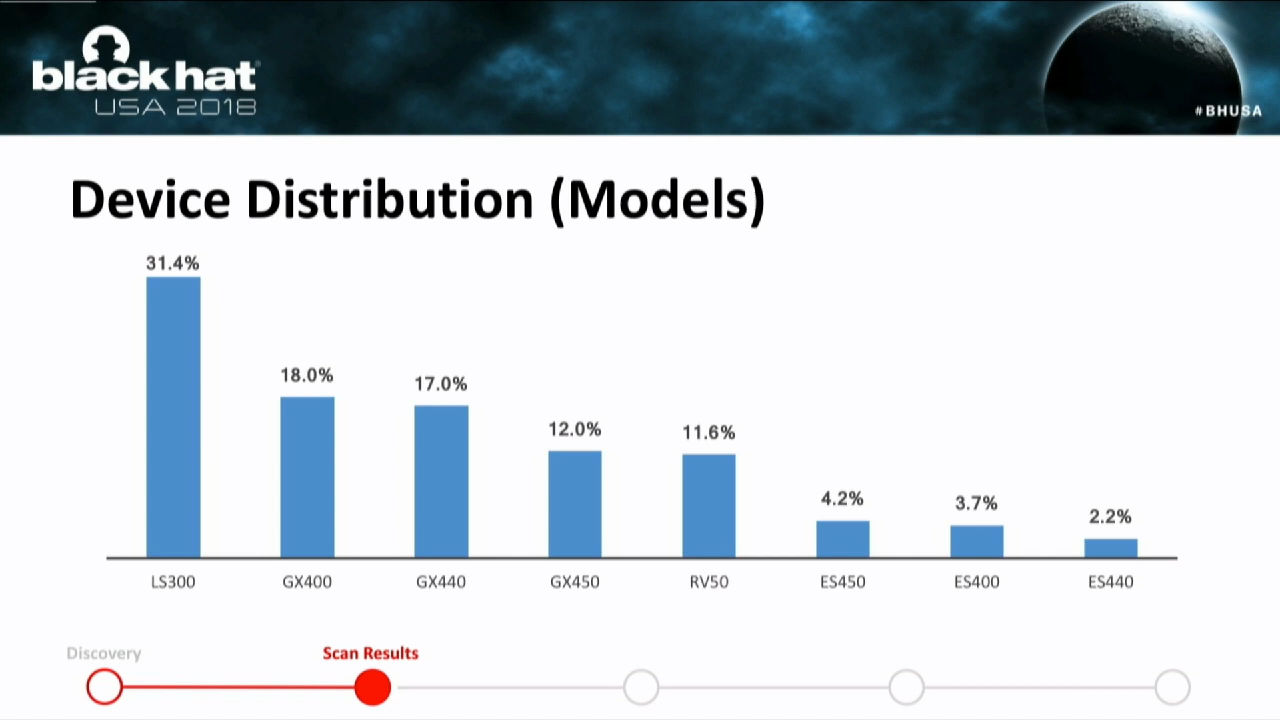 black hat
USA 2018
#BHUSA
Device Distribution (Models)
31.4%
18.0%
17.0%
12.0%
11.6%
4.2%
3.7%
2.2%
LS300 GX400 GX440 GX450 RV50 ES450 ES400 ES440
Discovery Scan Results